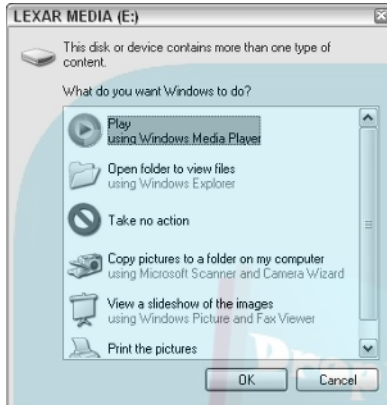 LEXAR MEDIA (E:)
This disk or device contains more than one type of
content.
What do you want Windows to do?
Play
using Windows Media Player
Open folder to view files
using Windows Explorer
Take no action
Copy pictures to a folder on my computer
using Microsoft Scanner and Camera Wizard
View a slideshow of the images
using Windows Picture and Fax Viewer
Print the pictures
Prop
OK
Cancel